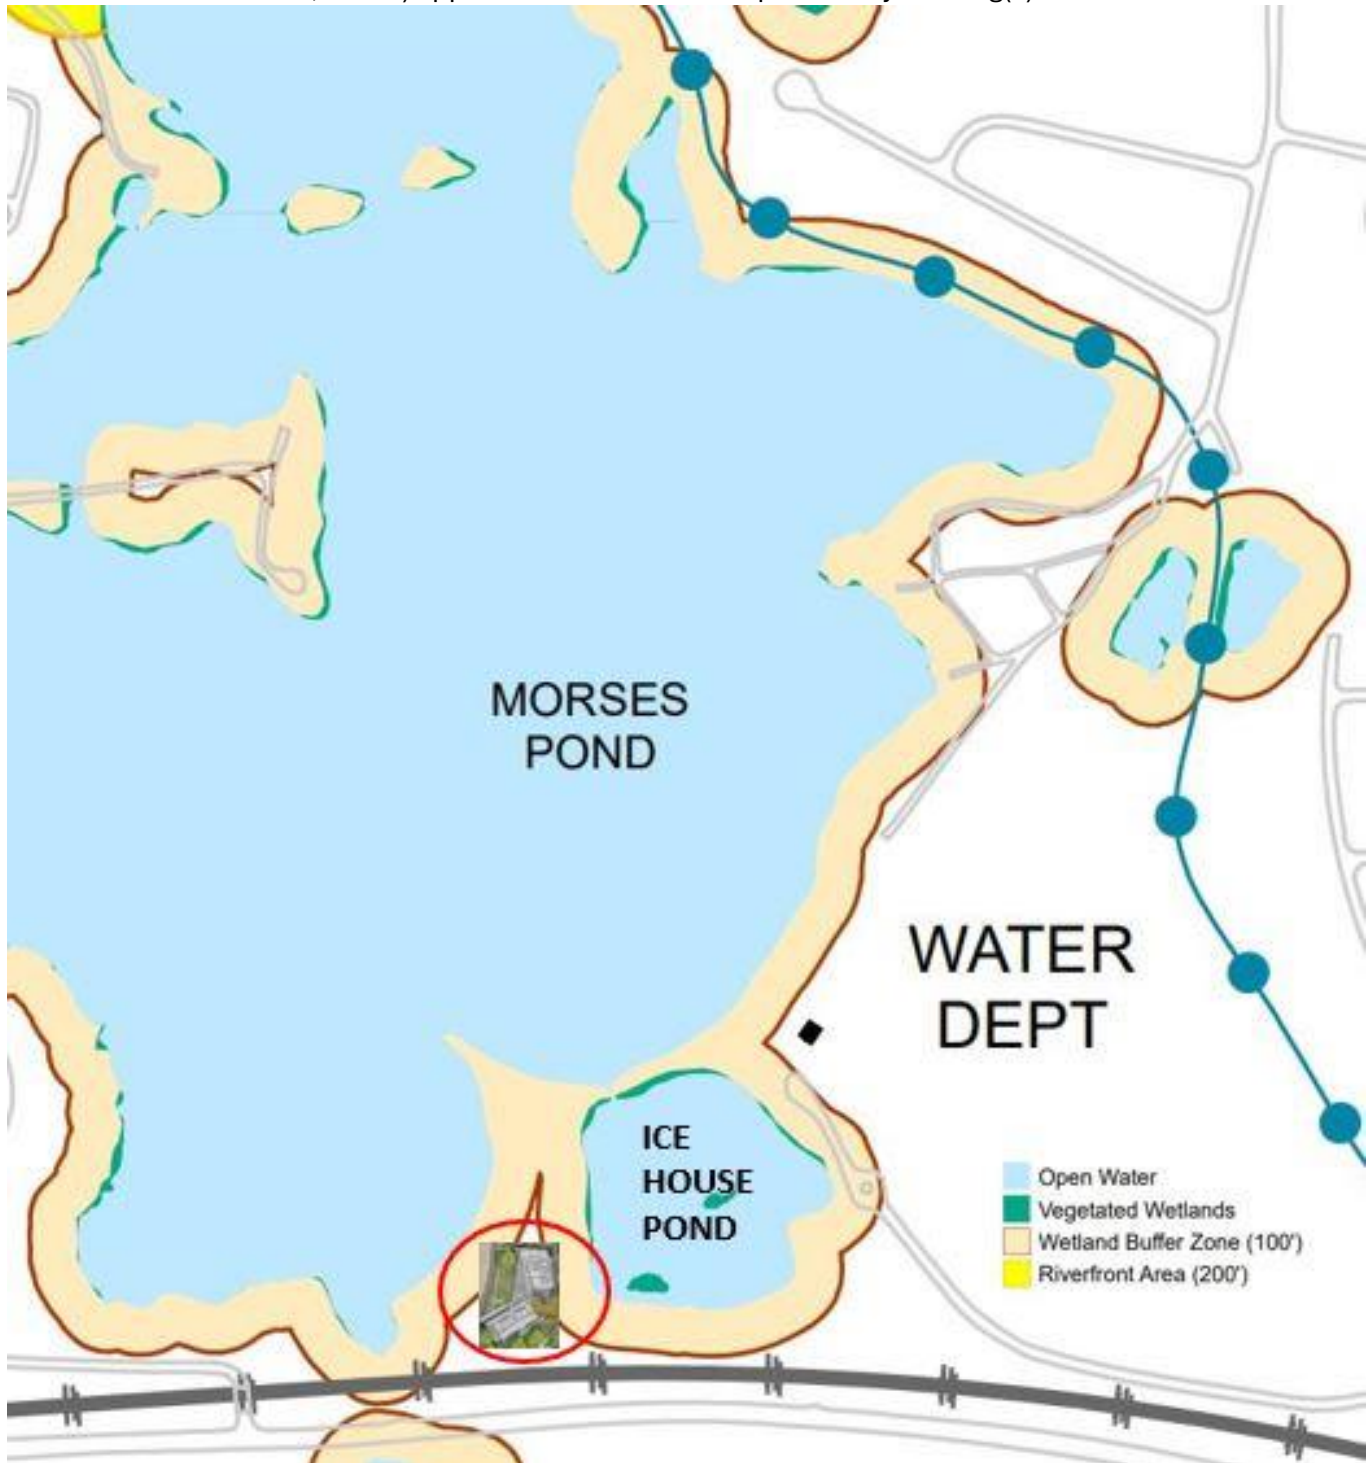 MORSES
POND
WATER
DEPT
ICE
HOUSE
POND
Open Water
Vegetated Wetlands
Wetland Buffer Zone (100')
Riverfront Area (200')